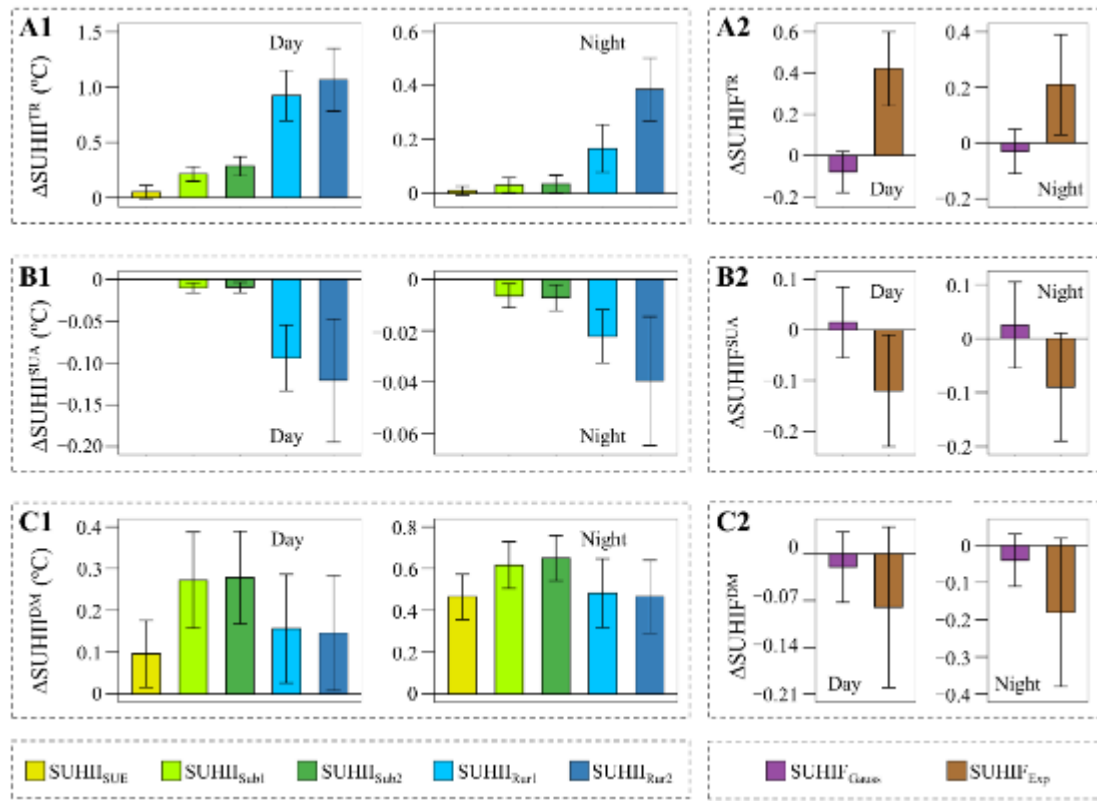 A1
ΔSUHII^TR (ºC)
1.5
1.0
0.5
0
Day
0.6
0.4
0.2
0
Night
A2
ΔSUHIF^TR
0.6
0.4
0.2
0
−0.2
Day
0.4
0.2
0
−0.2
Night
B1
ΔSUHII^SUA (ºC)
0
−0.05
−0.10
−0.15
−0.20
Day
0
−0.02
−0.04
−0.06
Night
B2
ΔSUHIF^SUA
0.1
0
−0.1
−0.2
Day
0.1
0
−0.1
−0.2
Night
C1
ΔSUHII^DM (ºC)
0.4
0.3
0.2
0.1
0
Day
0.8
0.6
0.4
0.2
0
Night
C2
ΔSUHIF^DM
0
−0.07
−0.14
−0.21
Day
0
−0.1
−0.2
−0.3
−0.4
Night
SUHII_SUE SUHII_Sub1 SUHII_Sub2 SUHII_Rur1 SUHII_Rur2
SUHIF_Gauss SUHIF_Exp